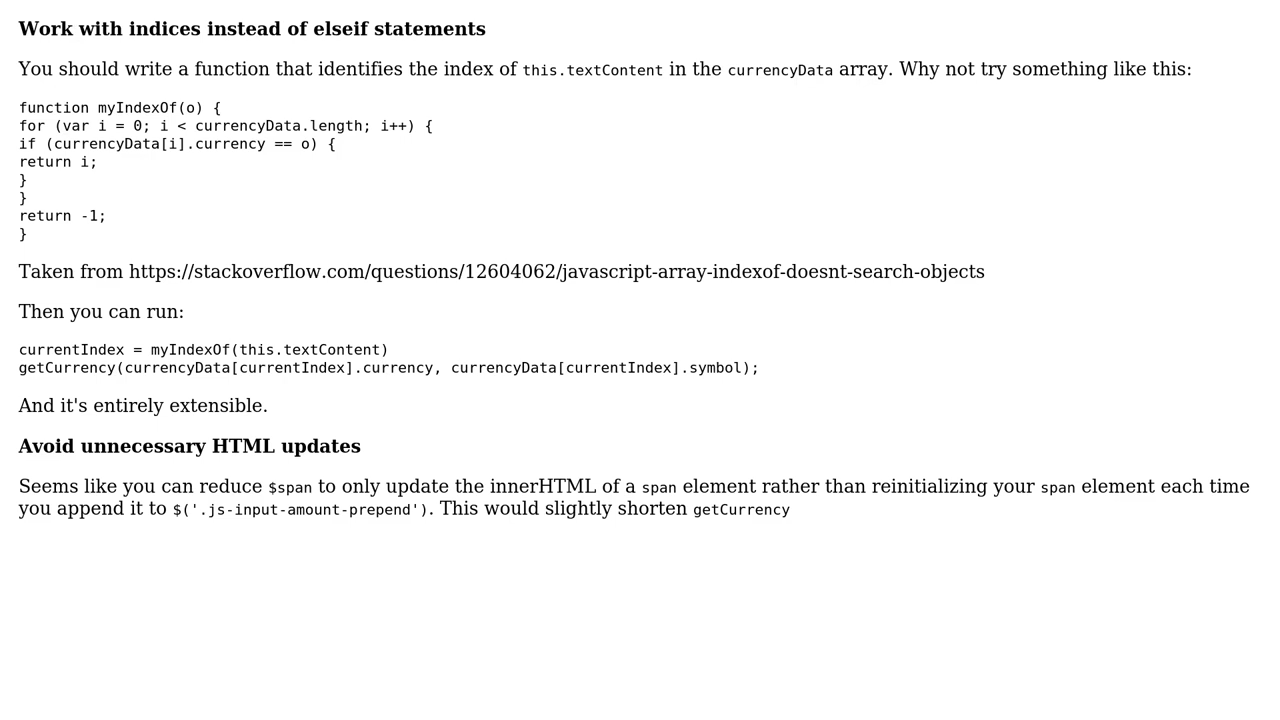 Work with indices instead of elseif statements
You should write a function that identifies the index of this.textContent in the currencyData array. Why not try something like this:
function myIndexOf(o) {
for (var i = 0; i < currencyData.length; i++) {
if (currencyData[i].currency == o) {
return i;
}
}
return -1;
}
Taken from https://stackoverflow.com/questions/12604062/javascript-array-indexof-doesnt-search-objects
Then you can run:
currentIndex = myIndexOf(this.textContent)
getCurrency(currencyData[currentIndex].currency, currencyData[currentIndex].symbol);
And it's entirely extensible.
Avoid unnecessary HTML updates
Seems like you can reduce $span to only update the innerHTML of a span element rather than reinitializing your span element each time
you append it to $('.js-input-amount-prepend'). This would slightly shorten getCurrency